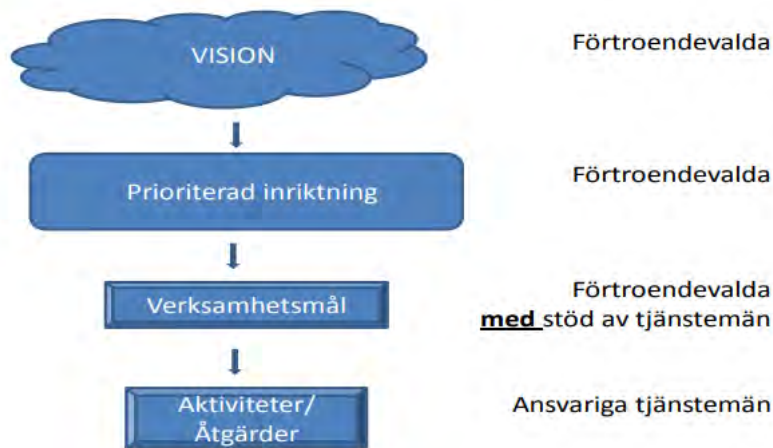 VISION
Förtroendevalda
Prioriterad inriktning
Förtroendevalda
Verksamhetsmål
Förtroendevalda
med stöd av tjänstemän
Aktiviteter/
Åtgärder
Ansvariga tjänstemän